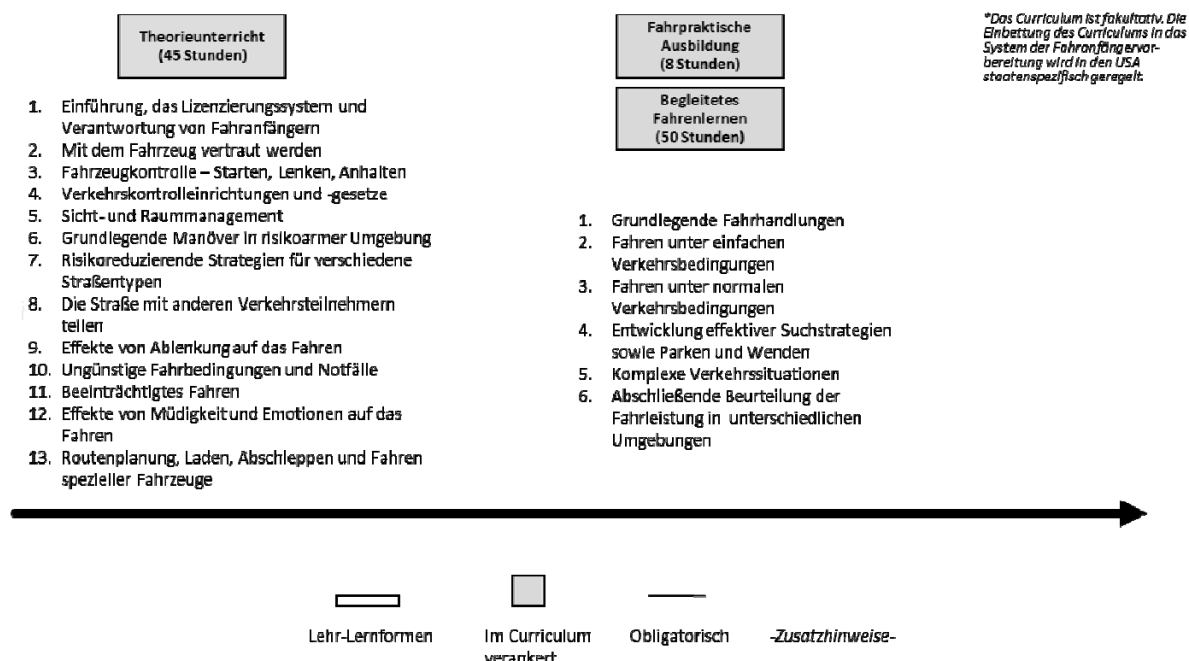 Theorieunterricht
(45 Stunden)
1. Einführung, das Lizenzierungssystem und
Verantwortung von Fahranfängern
2. Mit dem Fahrzeug vertraut werden
3. Fahrzeugkontrolle – Starten, Lenken, Anhalten
4. Verkehrskontrolleinrichtungen und -gesetze
5. Sicht- und Raummanagement
6. Grundlegende Manöver in risikoarmer Umgebung
7. Risikoreduzierende Strategien für verschiedene
Straßentypen
8. Die Straße mit anderen Verkehrsteilnehmern
teilen
9. Effekte von Ablenkung auf das Fahren
10. Ungünstige Fahrbedingungen und Notfälle
11. Beeinträchtigtes Fahren
12. Effekte von Müdigkeit und Emotionen auf das
Fahren
13. Routenplanung, Laden, Abschleppen und Fahren
spezieller Fahrzeuge
Fahrpraktische
Ausbildung
(8 Stunden)
Begleitetes
Fahrenlernen
(50 Stunden)
1. Grundlegende Fahrhandlungen
2. Fahren unter einfachen
Verkehrsbedingungen
3. Fahren unter normalen
Verkehrsbedingungen
4. Entwicklung effektiver Suchstrategien
sowie Parken und Wenden
5. Komplexe Verkehrssituationen
6. Abschließende Beurteilung der
Fahrleistung in unterschiedlichen
Umgebungen
*Das Curriculum ist fakultativ. Die
Einbettung des Curriculums in das
System der Fahranfängervor-
bereitung wird in den USA
staatenspezifisch geregelt.
Lehr-Lernformen
Im Curriculum
verankert
Obligatorisch
-Zusatzhinweise-